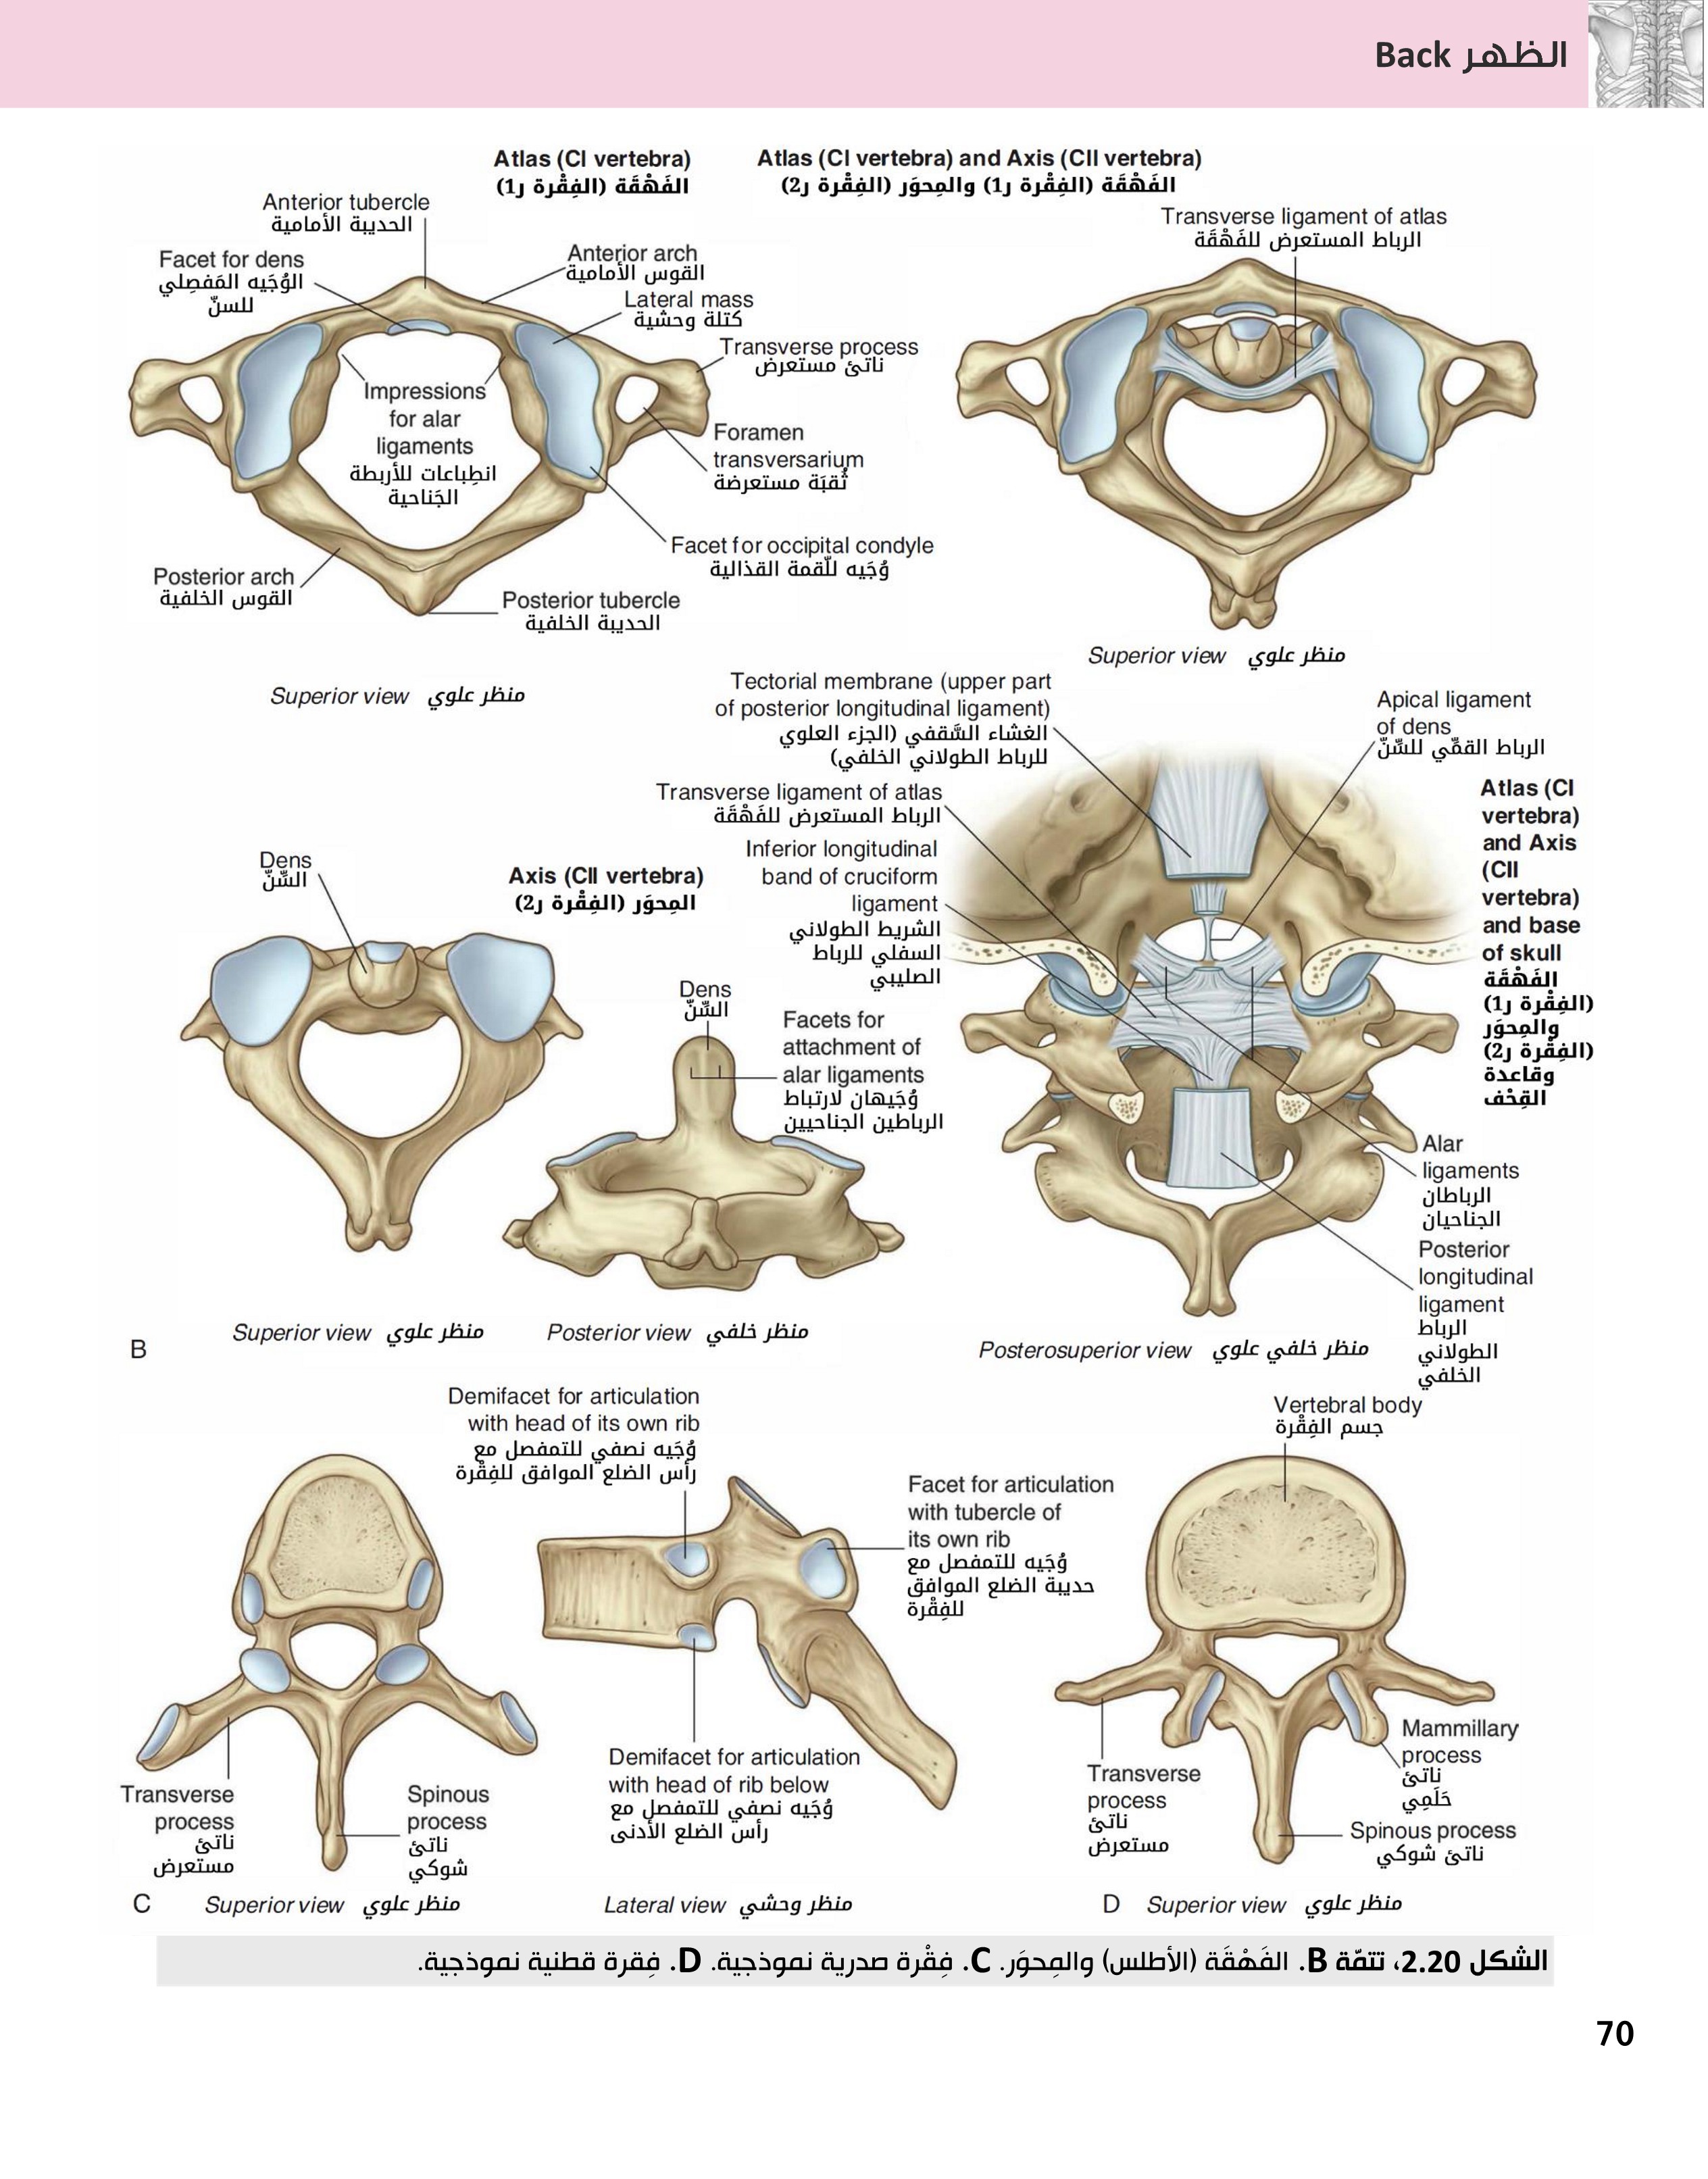 الظهر Back
Atlas (CI vertebra)
الفَهْقَة (الفِقْرة ر1)
Atlas (CI vertebra) and Axis (CII vertebra)
الفَهْقَة (الفِقْرة ر1) والمِحوَر (الفِقْرة ر2)
Anterior tubercle
الحديبة الأمامية
Facet for dens
الوُجَيه المَفصِلي
للسنّ
Anterior arch
القوس الأمامية
Lateral mass
كتلة وحشية
Transverse process
ناتئ مستعرض
Impressions
for alar
ligaments
انطِباعات للأربطة
الجَناحية
Foramen
transversarium
ثُقبَة مستعرضة
Facet for occipital condyle
وُجَيه للّقمة القذالية
Posterior arch
القوس الخلفية
Posterior tubercle
الحديبة الخلفية
Superior view منظر علوي
Transverse ligament of atlas
الرباط المستعرض للفَهْقَة
Superior view منظر علوي
Tectorial membrane (upper part
of posterior longitudinal ligament)
الغشاء السَّقفي (الجزء العلوي
للرباط الطولاني الخلفي)
Apical ligament
of dens
الرباط القمِّي للسِّنّ
Transverse ligament of atlas
الرباط المستعرض للفَهْقَة
Inferior longitudinal
band of cruciform
ligament
الشريط الطولاني
السفلي للرباط
الصليبي
Atlas (CI
vertebra)
and Axis
(CII
vertebra)
and base
of skull
الفَهْقَة
(الفِقْرة ر1)
والمِحوَر
(الفِقْرة ر2)
وقاعدة
القِحْف
Dens
السِّنّ
Axis (CII vertebra)
المِحوَر (الفِقْرة ر2)
Dens
السِّنّ
Facets for
attachment of
alar ligaments
وُجَيهان لارتباط
الرباطين الجناحيين
Alar
ligaments
الرباطان
الجناحيان
Posterior
longitudinal
ligament
الرباط
الطولاني
الخلفي
B
Superior view منظر علوي
Posterior view منظر خلفي
Posterosuperior view منظر خلفي علوي
Demifacet for articulation
with head of its own rib
وُجَيه نصفي للتمفصل مع
رأس الضلع الموافق للفِقْرة
Facet for articulation
with tubercle of
its own rib
وُجَيه للتمفصل مع
حديبة الضلع الموافق
للفِقْرة
Vertebral body
جسم الفِقْرة
Transverse
process
ناتئ
مستعرض
Spinous
process
ناتئ
شوكي
Demifacet for articulation
with head of rib below
وُجَيه نصفي للتمفصل مع
رأس الضلع الأدنى
Transverse
process
ناتئ
مستعرض
Mammillary
process
ناتئ
حَلَمِي
Spinous process
ناتئ شوكي
C
Superior view منظر علوي
Lateral view منظر وحشي
D
Superior view منظر علوي
الشكل 2.20، تتمّة B. الفَهْقَة (الأطلس) والمِحوَر. C. فِقْرة صدرية نموذجية. D. فِقرة قطنية نموذجية.
70